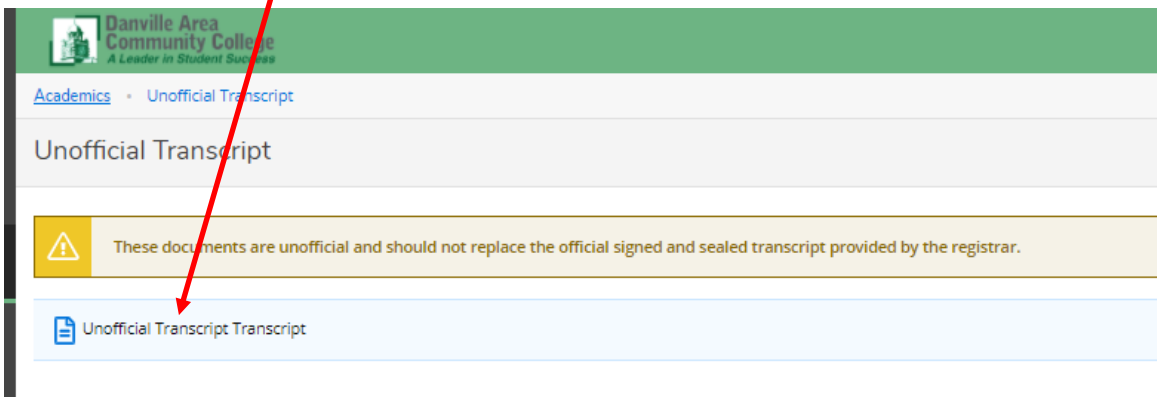 Danville Area
Community College
A Leader in Student Success
Academics • Unofficial Transcript
Unofficial Transcript
These documents are unofficial and should not replace the official signed and sealed transcript provided by the registrar.
Unofficial Transcript Transcript